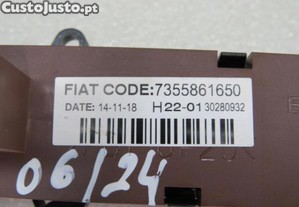 Custojusto.pt
FIAT CODE:7355861650
DATE: 14-11-18 H22-01 30280932
06/24